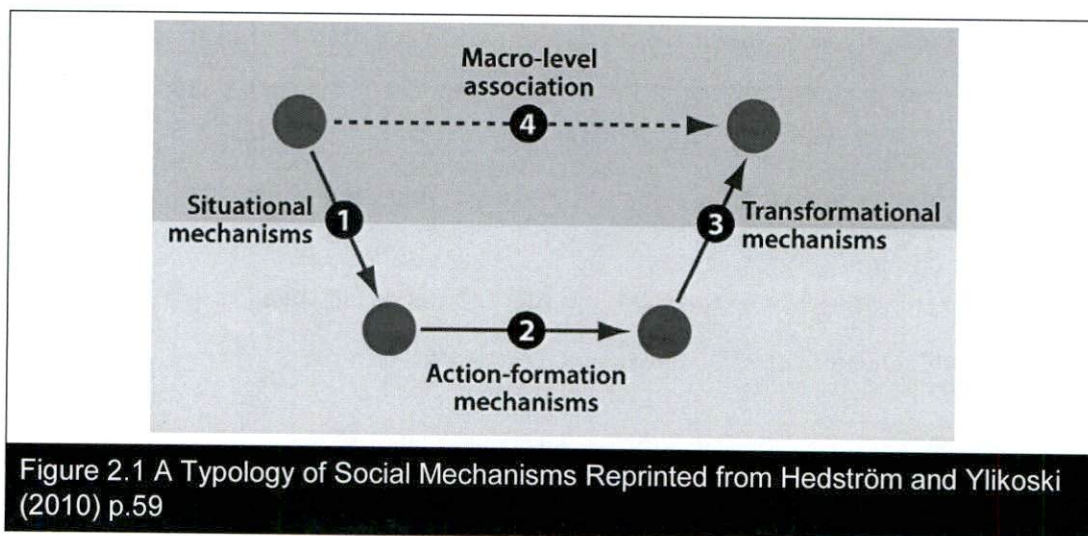 Macro-level
association
4
Situational
mechanisms
1
3
Transformational
mechanisms
2
Action-formation
mechanisms
Figure 2.1 A Typology of Social Mechanisms Reprinted from Hedström and Ylikoski
(2010) p.59